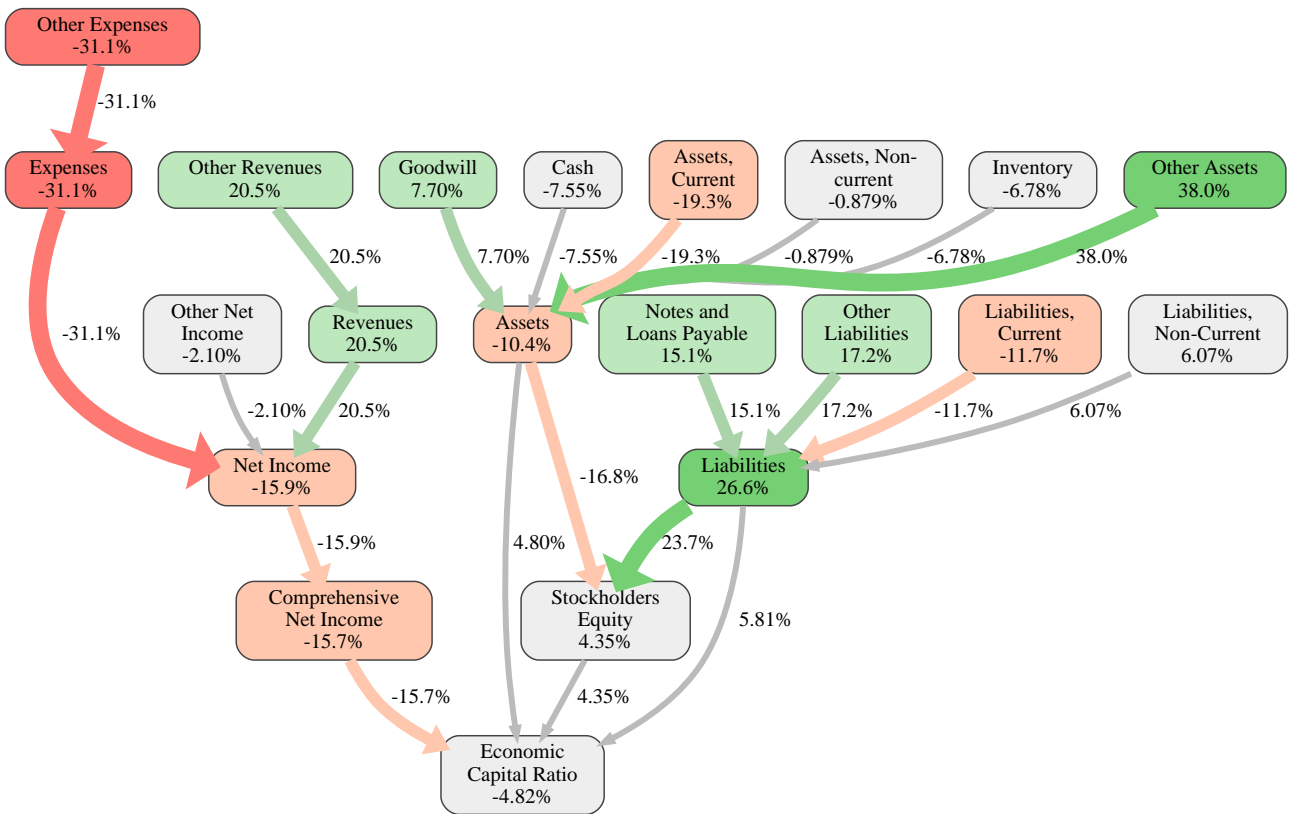 Other Expenses
-31.1%
-31.1%
Expenses
-31.1%
Other Revenues
20.5%
Goodwill
7.70%
Cash
-7.55%
Assets,
Current
-19.3%
Assets, Non-
current
-0.879%
Inventory
-6.78%
Other Assets
38.0%
20.5%
7.70%
-7.55%
-19.3%
-0.879%
-6.78%
38.0%
-31.1%
Other Net
Income
-2.10%
Revenues
20.5%
Assets
-10.4%
Notes and
Loans Payable
15.1%
Other
Liabilities
17.2%
Liabilities,
Current
-11.7%
Liabilities,
Non-Current
6.07%
-2.10%
20.5%
15.1%
17.2%
-11.7%
6.07%
Net Income
-15.9%
-16.8%
Liabilities
26.6%
-15.9%
4.80%
23.7%
Comprehensive
Net Income
-15.7%
Stockholders
Equity
4.35%
5.81%
-15.7%
4.35%
Economic
Capital Ratio
-4.82%